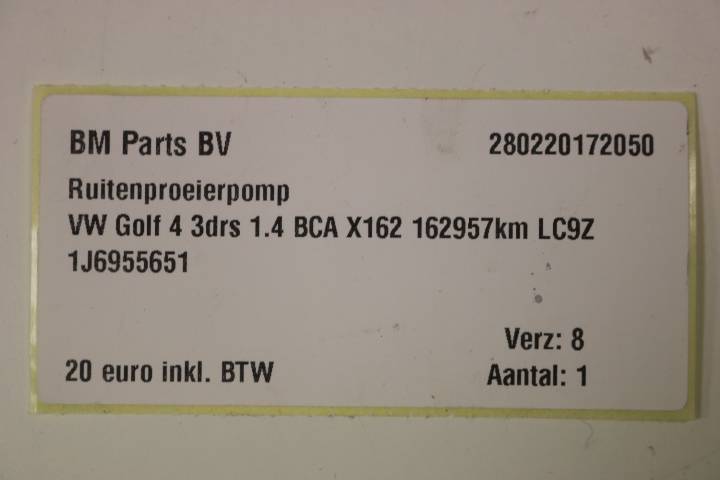 BM Parts BV 280220172050
Ruitenproeierpomp
VW Golf 4 3drs 1.4 BCA X162 162957km LC9Z
1J6955651
Verz: 8
20 euro inkl. BTW Aantal: 1